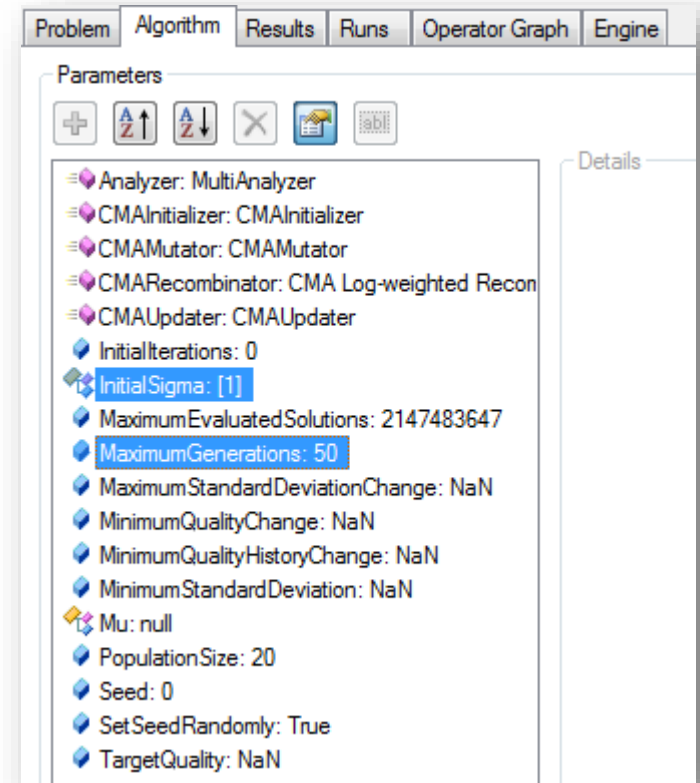 Problem Algorithm Results Runs Operator Graph Engine
Parameters
abl
Details
Analyzer: MultiAnalyzer
CMAInitializer: CMAInitializer
CMAMutator: CMAMutator
CMARecombinator: CMA Log-weighted Recon
CMAUpdater: CMAUpdater
InitialIterations: 0
InitialSigma: [1]
MaximumEvaluatedSolutions: 2147483647
MaximumGenerations: 50
MaximumStandardDeviationChange: NaN
MinimumQualityChange: NaN
MinimumQualityHistoryChange: NaN
MinimumStandardDeviation: NaN
Mu: null
PopulationSize: 20
Seed: 0
SetSeedRandomly: True
TargetQuality: NaN